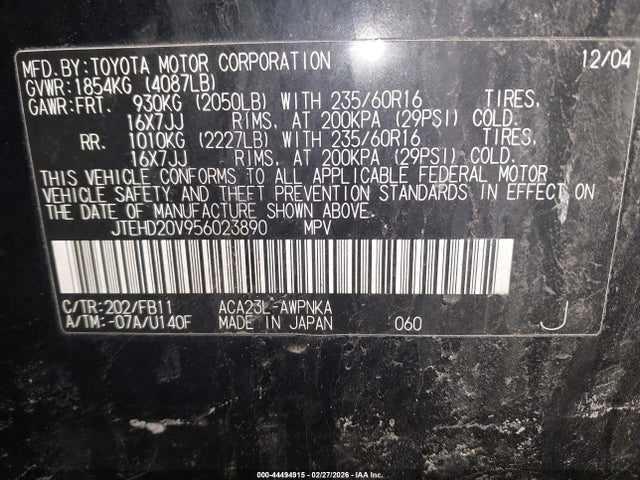 MFD.BY:TOYOTA MOTOR CORPORATION 12/04
GVWR:1854KG (4087LB)
GAWR:FRT. 930KG (2050LB) WITH 235/60R16 TIRES,
16X7JJ RIMS, AT 200KPA (29PSI) COLD.
RR. 1010KG (2227LB) WITH 235/60R16 TIRES,
16X7JJ RIMS, AT 200KPA (29PSI) COLD.
THIS VEHICLE CONFORMS TO ALL APPLICABLE FEDERAL MOTOR
VEHICLE SAFETY AND THEFT PREVENTION STANDARDS IN EFFECT ON
THE DATE OF MANUFACTURE SHOWN ABOVE.
JTEHD20V956023890 MPV
C/TR:202/FB11 ACA23L-AWPNKA
A/TM:-07A/U140F MADE IN JAPAN 060 J
000-44494915 - 02/27/2026 - IAA Inc.